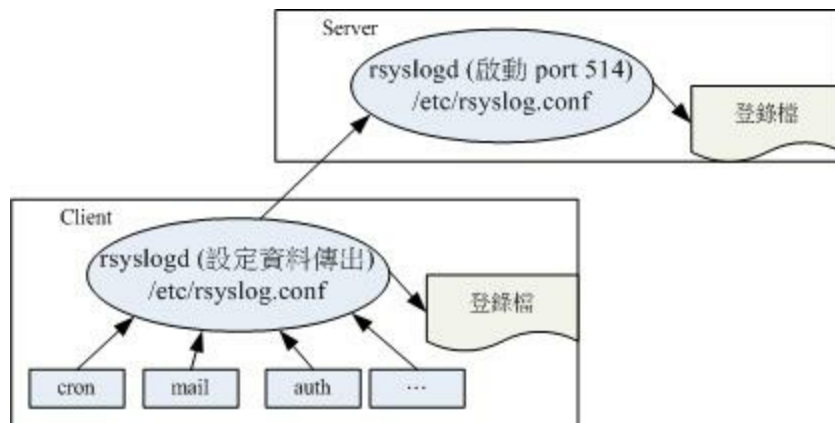 Server
rsyslogd (啟動 port 514)
/etc/rsyslog.conf
登錄檔
Client
rsyslogd (設定資料傳出)
/etc/rsyslog.conf
登錄檔
cron
mail
auth
…